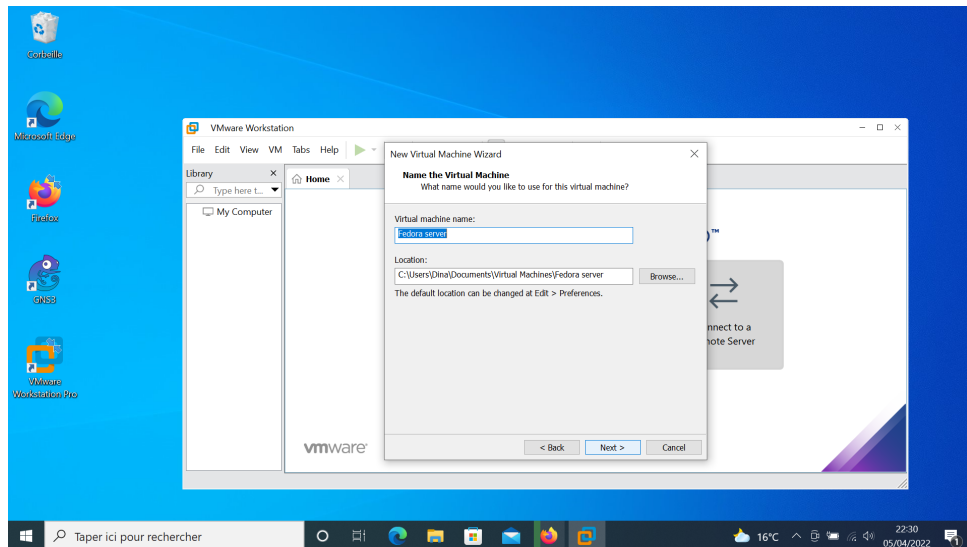 Corbeille
Microsoft Edge
Firefox
GNS3
VMware
Workstation Pro
VMware Workstation
File Edit View VM Tabs Help
Library
Type here t...
My Computer
Home
New Virtual Machine Wizard
Name the Virtual Machine
What name would you like to use for this virtual machine?
Virtual machine name:
Fedora server
Location:
C:\Users\Dina\Documents\Virtual Machines\Fedora server
Browse...
The default location can be changed at Edit > Preferences.
< Back
Next >
Cancel
™
nnect to a
note Server
vmware
Taper ici pour rechercher
16°C
22:30
05/04/2022
1